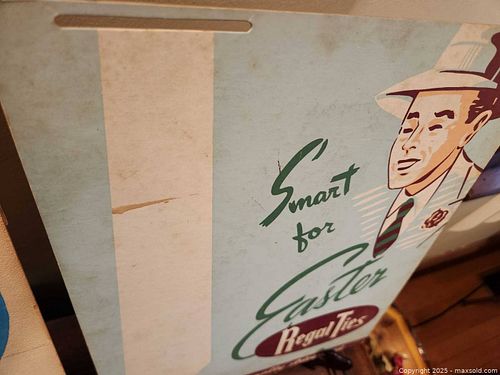 Smart
for
Easter
Regal Ties
Copyright 2025 - maxsold.com